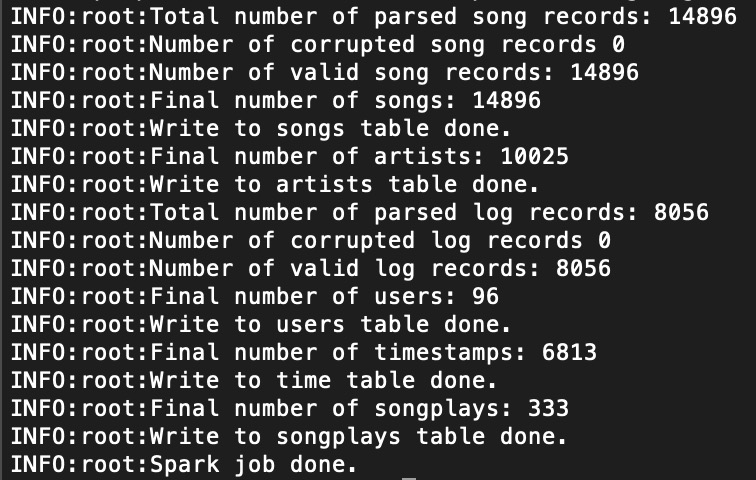 INFO:root:Total number of parsed song records: 14896
INFO:root:Number of corrupted song records 0
INFO:root:Number of valid song records: 14896
INFO:root:Final number of songs: 14896
INFO:root:Write to songs table done.
INFO:root:Final number of artists: 10025
INFO:root:Write to artists table done.
INFO:root:Total number of parsed log records: 8056
INFO:root:Number of corrupted log records 0
INFO:root:Number of valid log records: 8056
INFO:root:Final number of users: 96
INFO:root:Write to users table done.
INFO:root:Final number of timestamps: 6813
INFO:root:Write to time table done.
INFO:root:Final number of songplays: 333
INFO:root:Write to songplays table done.
INFO:root:Spark job done.